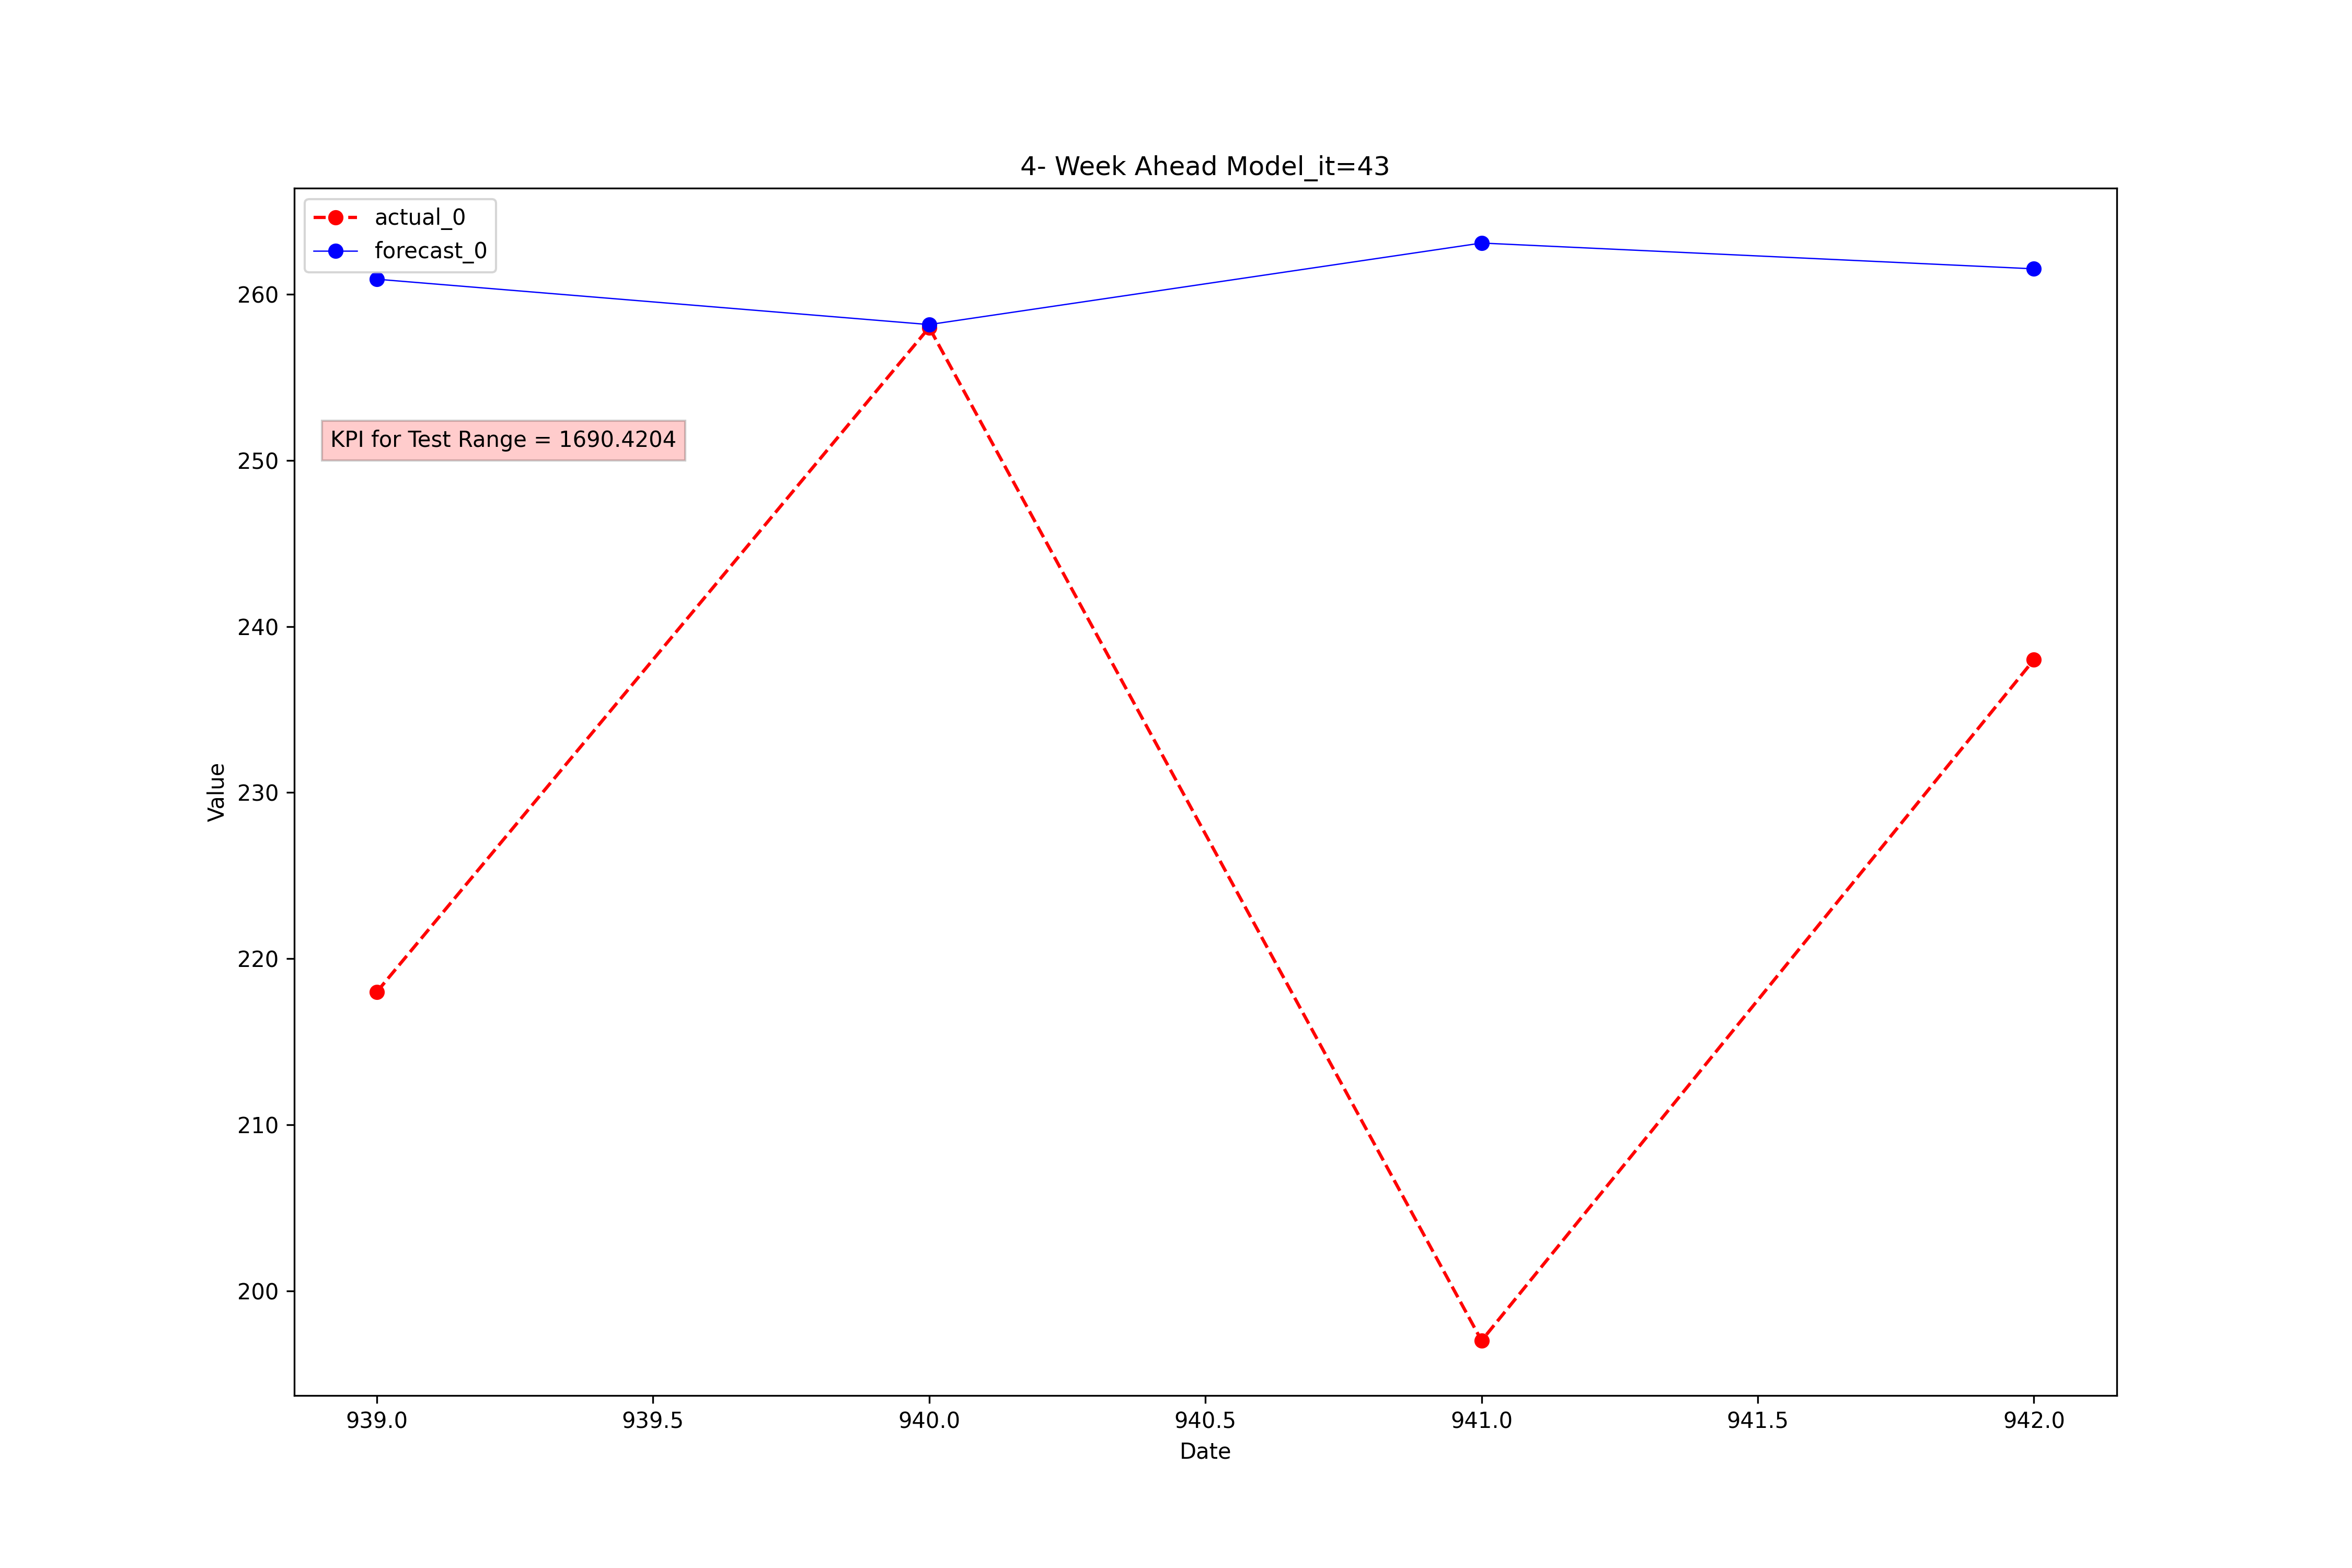 4- Week Ahead Model_it=43
actual_0
forecast_0
KPI for Test Range = 1690.4204
260
250
240
230
220
210
200
Value
939.0 939.5 940.0 940.5 941.0 941.5 942.0
Date